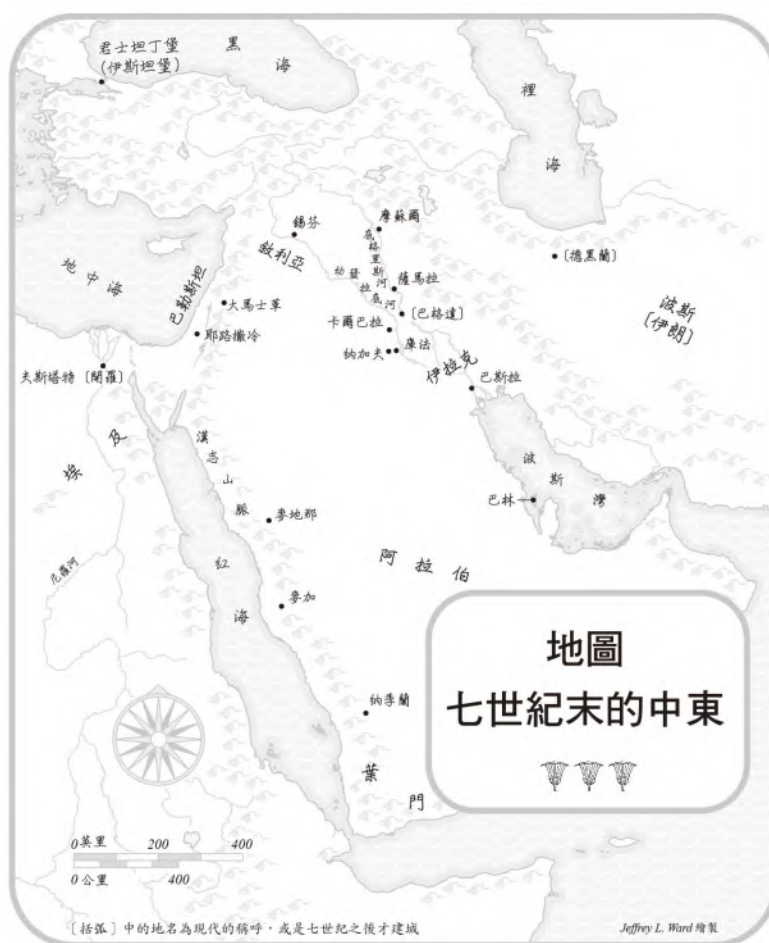 君士坦丁堡
(伊斯坦堡)
黑海
裡海
錫芬
摩蘇爾
敘利亞
底格里斯河
幼發拉底河
薩馬拉
〔德黑蘭〕
地中海
巴勒斯坦
大馬士革
〔巴格達〕
波斯
〔伊朗〕
卡爾巴拉
耶路撒冷
納加夫
庫法
伊拉克
巴斯拉
夫斯塔特〔開羅〕
埃及
漢志山脈
波斯灣
巴林
麥地那
尼羅河
紅海
阿拉伯
麥加
地圖
七世紀末的中東
納季蘭
葉門
0英里 200 400
0公里 400
〔括弧〕中的地名為現代的稱呼,或是七世紀之後才建城
Jeffrey L. Ward 繪製